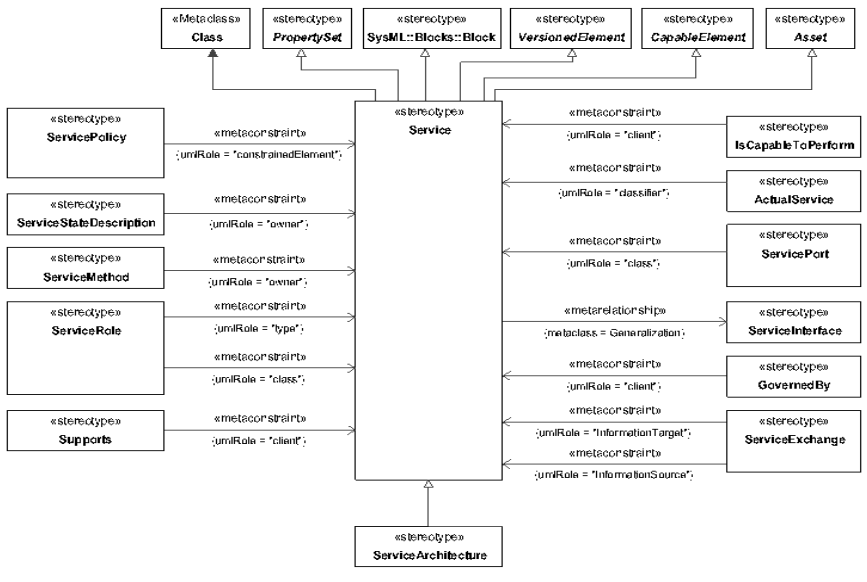 «Metaclass»
Class
«stereotype»
PropertySet
«stereotype»
SysML::Blocks::Block
«stereotype»
VersionedElement
«stereotype»
CapableElement
«stereotype»
Asset
«stereotype»
Service
«stereotype»
ServicePolicy
«metaconstraint»
{umlRole = "constrainedElement"}
«stereotype»
ServiceStateDescription
«metaconstraint»
{umlRole = "owner"}
«stereotype»
ServiceMethod
«metaconstraint»
{umlRole = "owner"}
«stereotype»
ServiceRole
«metaconstraint»
{umlRole = "type"}
«metaconstraint»
{umlRole = "class"}
«stereotype»
Supports
«metaconstraint»
{umlRole = "client"}
«metaconstraint»
{umlRole = "client"}
«stereotype»
IsCapableToPerform
«metaconstraint»
{umlRole = "classifier"}
«stereotype»
ActualService
«metaconstraint»
{umlRole = "class"}
«stereotype»
ServicePort
«metarelationship»
{metaclass = Generalization}
«stereotype»
ServiceInterface
«metaconstraint»
{umlRole = "client"}
«stereotype»
GovernedBy
«metaconstraint»
{umlRole = "InformationTarget"}
«stereotype»
ServiceExchange
«metaconstraint»
{umlRole = "InformationSource"}
«stereotype»
ServiceArchitecture